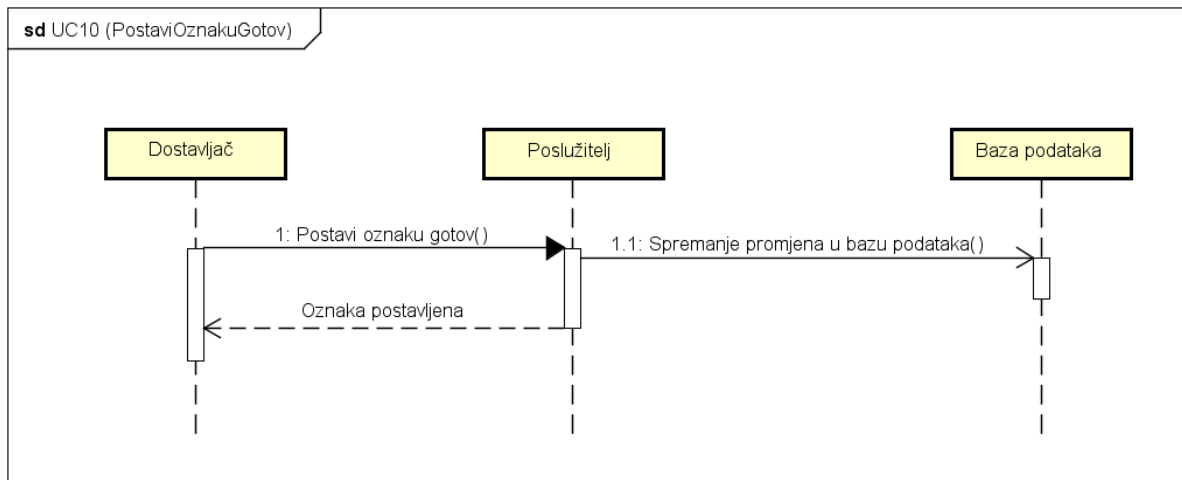 sd UC10 (PostaviOznakuGotov)
Dostavljač
Poslužitelj
Baza podataka
1: Postavi oznaku gotov()
1.1: Spremanje promjena u bazu podataka()
Oznaka postavljena